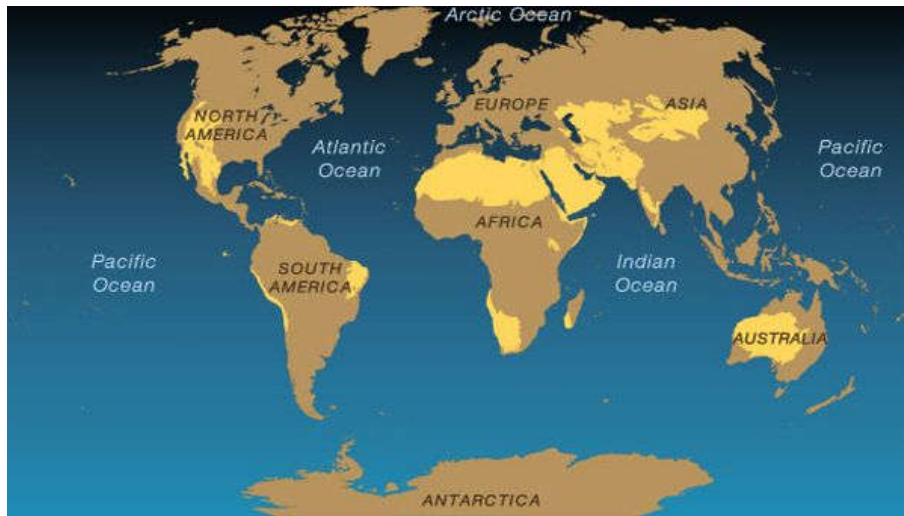 Arctic Ocean
NORTH
AMERICA
EUROPE
ASIA
Atlantic
Ocean
Pacific
Ocean
AFRICA
Pacific
Ocean
SOUTH
AMERICA
Indian
Ocean
AUSTRALIA
ANTARCTICA